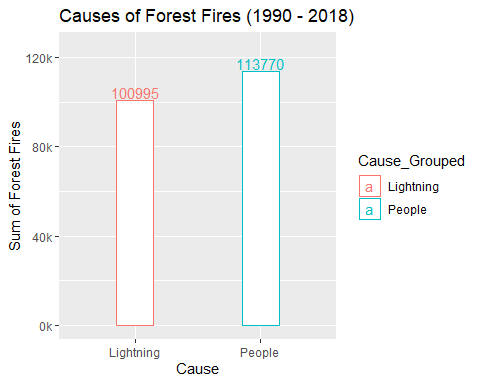 Causes of Forest Fires (1990 - 2018)
120k
80k
40k
0k
Sum of Forest Fires
100995
113770
Lightning
People
Cause
Cause_Grouped
a Lightning
a People